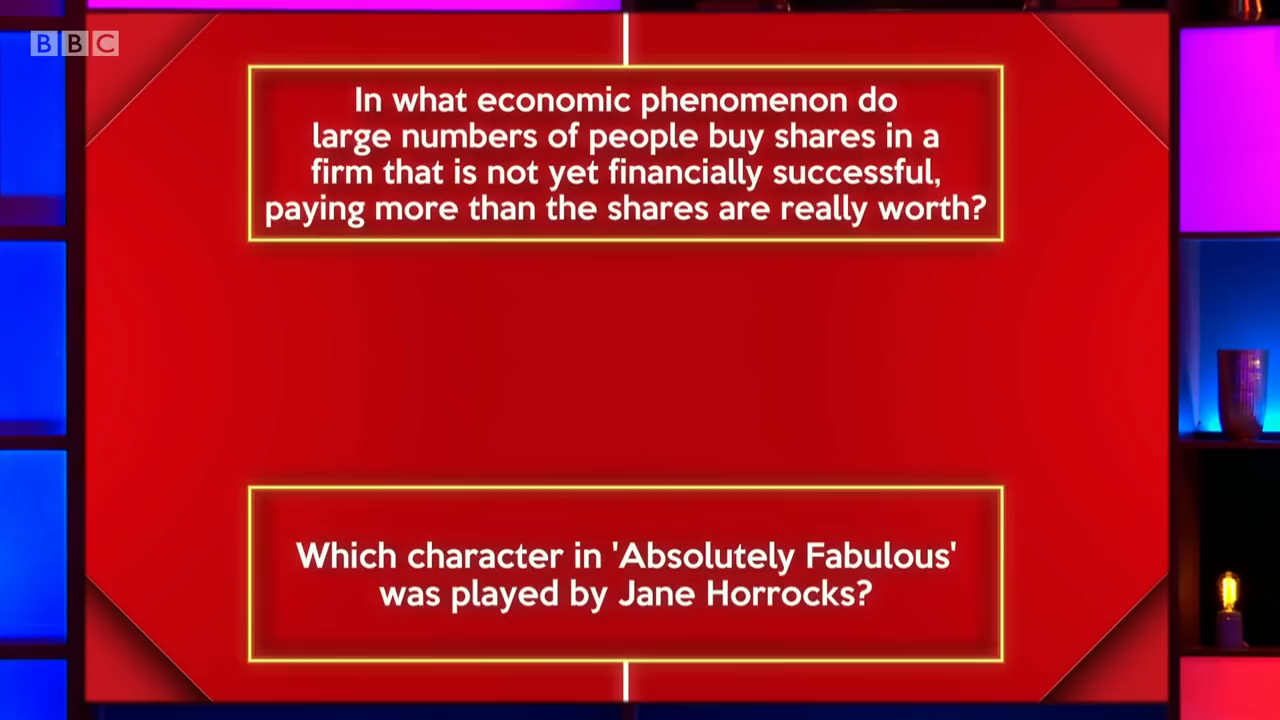 BBC
In what economic phenomenon do
large numbers of people buy shares in a
firm that is not yet financially successful,
paying more than the shares are really worth?
Which character in 'Absolutely Fabulous'
was played by Jane Horrocks?